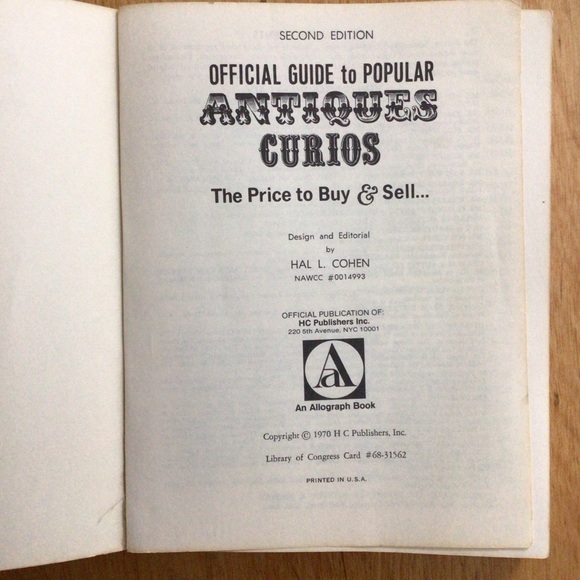 SECOND EDITION
OFFICIAL GUIDE to POPULAR
ANTIQUES
CURIOS
The Price to Buy & Sell...
Design and Editorial
by
HAL L. COHEN
NAWCC #0014993
OFFICIAL PUBLICATION OF:
HC Publishers Inc.
220 5th Avenue, NYC 10001
Aa
An Allograph Book
Copyright © 1970 H C Publishers, Inc.
Library of Congress Card #68-31562
PRINTED IN U.S.A.